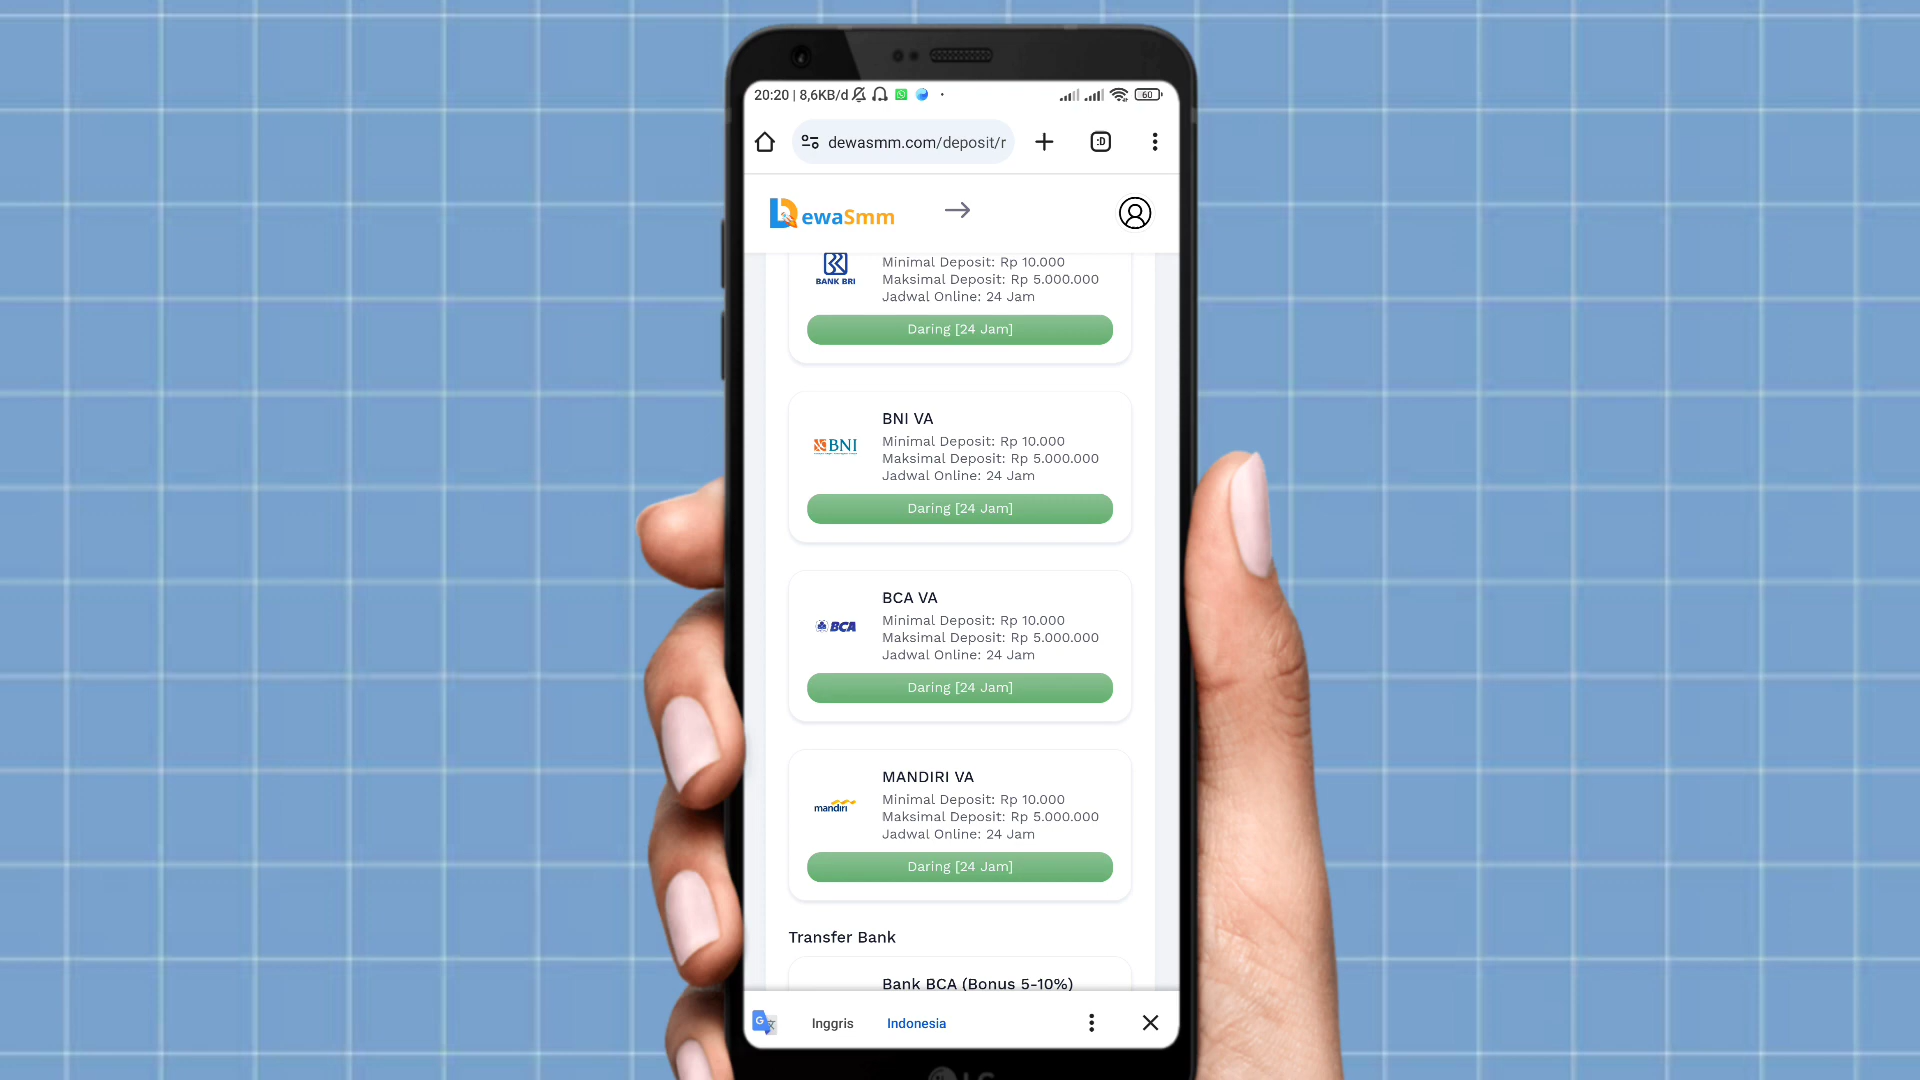 20:20 | 8,6KB/d
60
dewasmm.com/deposit/r
:D
DewaSmm
BANK BRI
Minimal Deposit: Rp 10.000
Maksimal Deposit: Rp 5.000.000
Jadwal Online: 24 Jam
Daring [24 Jam]
BNI VA
BNI
Minimal Deposit: Rp 10.000
Maksimal Deposit: Rp 5.000.000
Jadwal Online: 24 Jam
Daring [24 Jam]
BCA VA
BCA
Minimal Deposit: Rp 10.000
Maksimal Deposit: Rp 5.000.000
Jadwal Online: 24 Jam
Daring [24 Jam]
MANDIRI VA
mandiri
Minimal Deposit: Rp 10.000
Maksimal Deposit: Rp 5.000.000
Jadwal Online: 24 Jam
Daring [24 Jam]
Transfer Bank
Bank BCA (Bonus 5-10%)
Inggris
Indonesia
LG